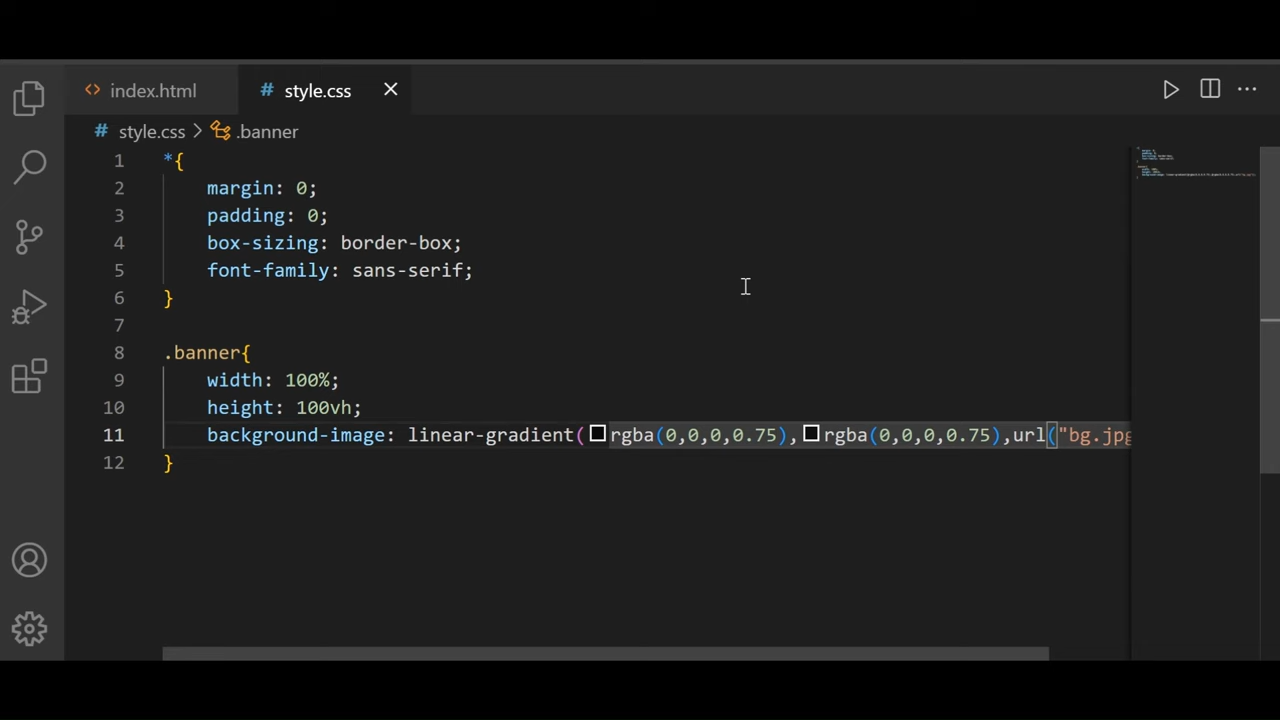 index.html
style.css
style.css > .banner
1 *{
2 margin: 0;
3 padding: 0;
4 box-sizing: border-box;
5 font-family: sans-serif;
6 }
7
8 .banner{
9 width: 100%;
10 height: 100vh;
11 background-image: linear-gradient(rgba(0,0,0,0.75),rgba(0,0,0,0.75),url("bg.jpg
12 }